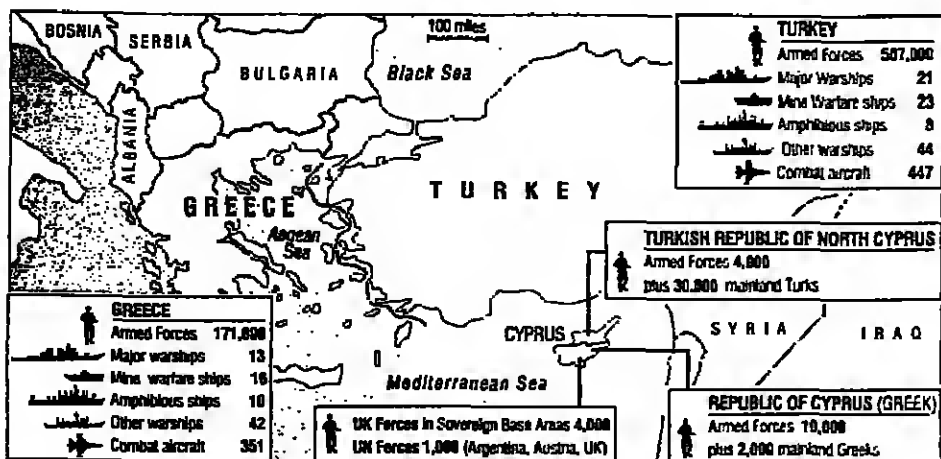 BOSNIA
SERBIA
BULGARIA
ALBANIA
100 miles
Black Sea
TURKEY
GREECE
Aegean
Sea
CYPRUS
SYRIA
IRAQ
Mediterranean Sea
TURKEY
Armed Forces
Major Warships 21
Mine Warfare ships 23
Amphibious ships 8
Other warships 44
Combat aircraft 447
TURKISH REPUBLIC OF NORTH CYPRUS
Armed Forces 4,000
plus 30,000 mainland Turks
GREECE
Armed Forces
Major warships 13
Mine warfare ships 16
Amphibious ships 10
Other warships 42
Combat aircraft 351
UK Forces in Sovereign Base Areas 4,000
Forces 1,000 (Argentina, Austria, UK)
REPUBLIC OF CYPRUS (GREEK)
Armed Forces 10,000
plus 2,000 mainland Greeks